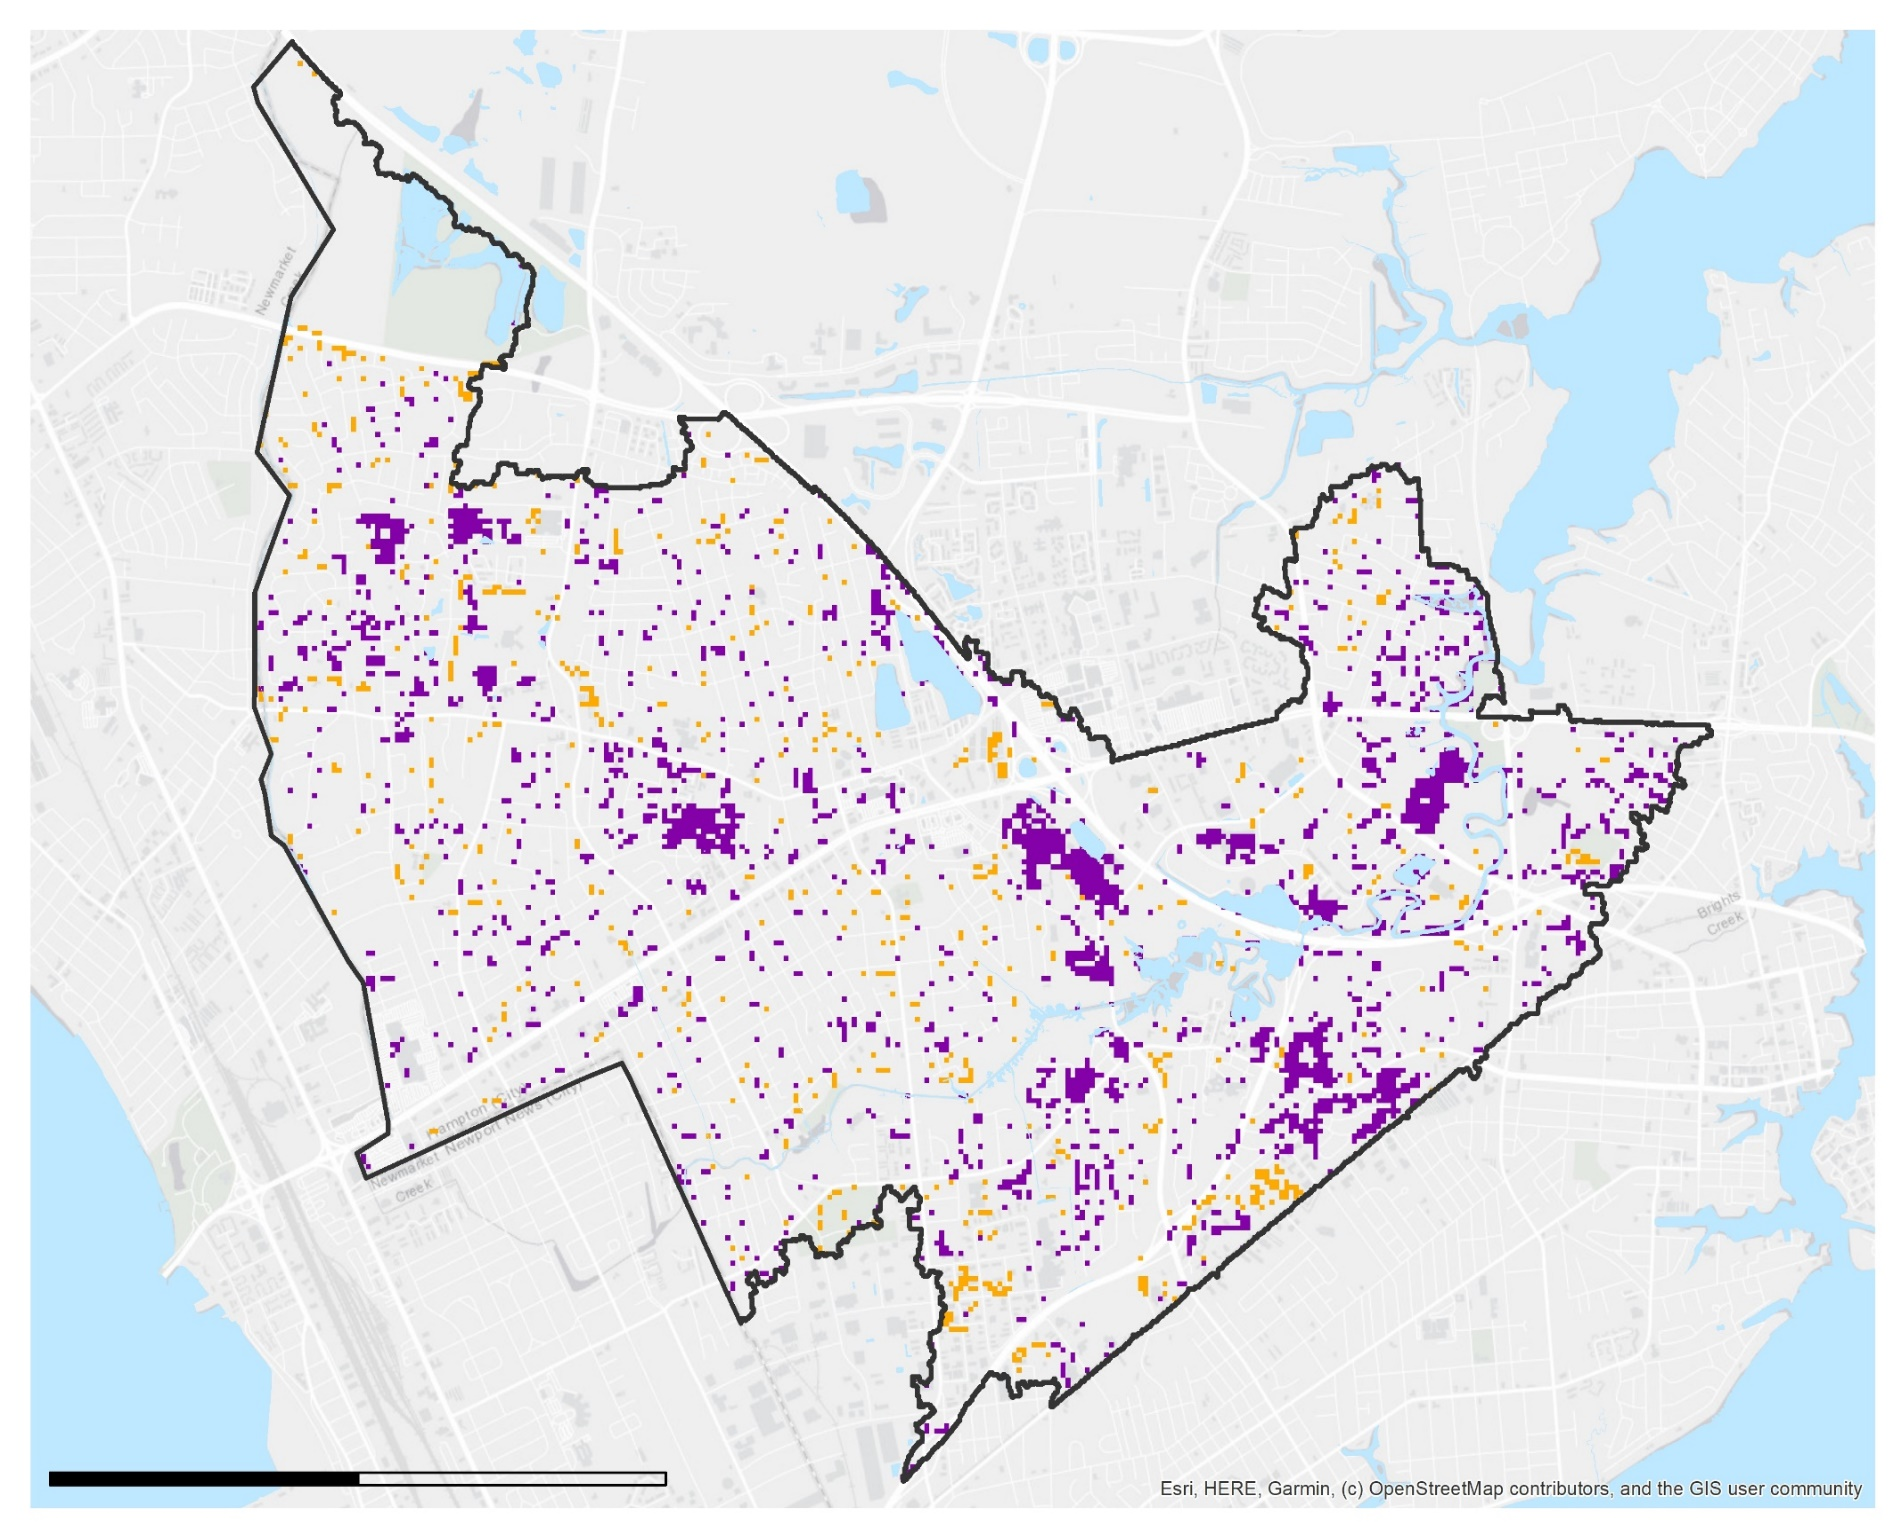 Newmarket
Creek
Brights
Creek
Hampton (City)
Newport News (City)
Newmarket
Creek
Esri, HERE, Garmin, (c) OpenStreetMap contributors, and the GIS user community